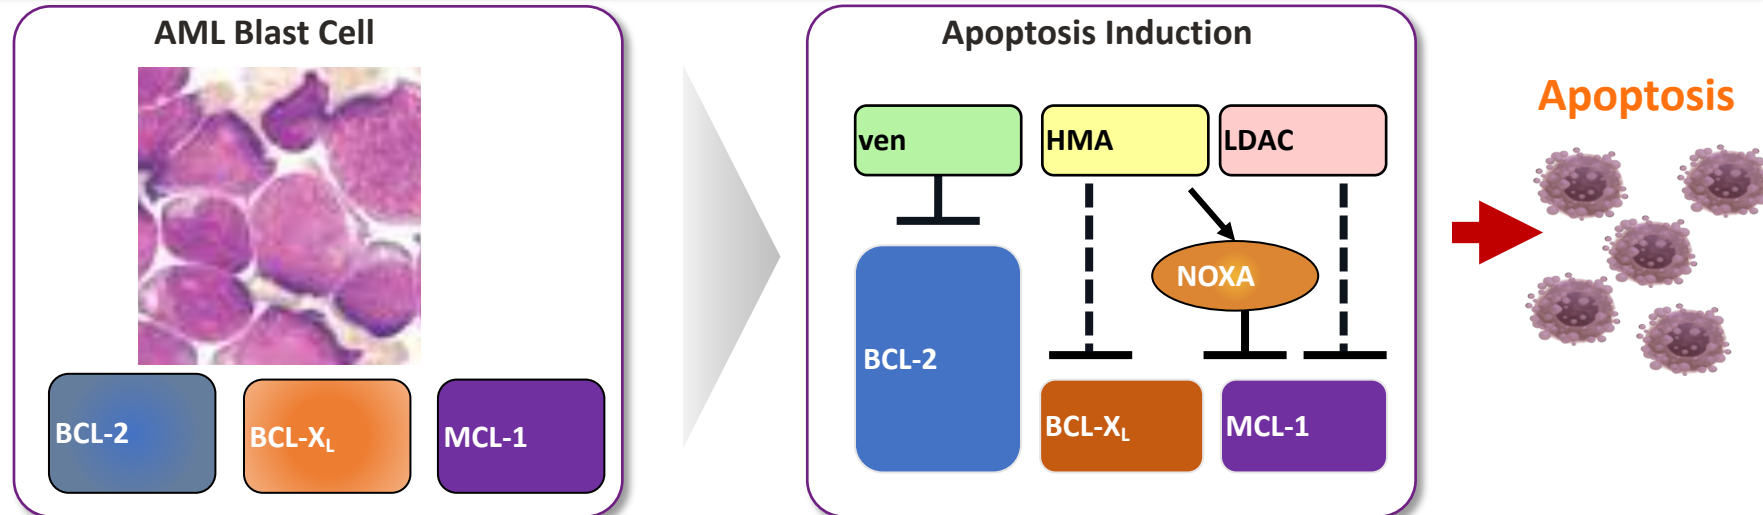 AML Blast Cell
BCL-2
BCL-XL
MCL-1
Apoptosis Induction
ven
HMA
LDAC
NOXA
BCL-2
BCL-XL
MCL-1
Apoptosis